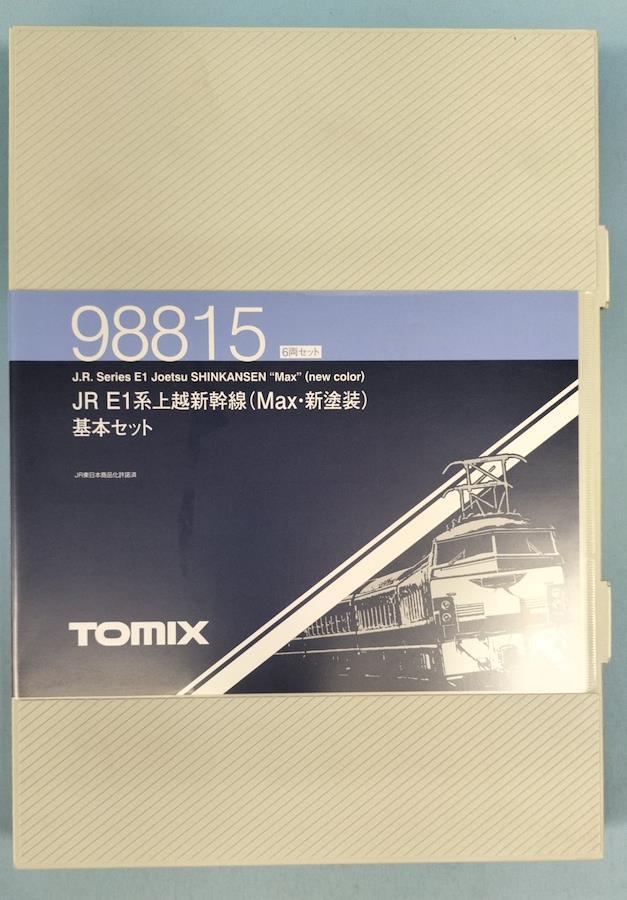 98815 6両セット
J.R. Series E1 Joetsu SHINKANSEN “Max” (new color)
JR E1系上越新幹線(Max・新塗装)
基本セット
JR東日本商品化許諾済
TOMIX